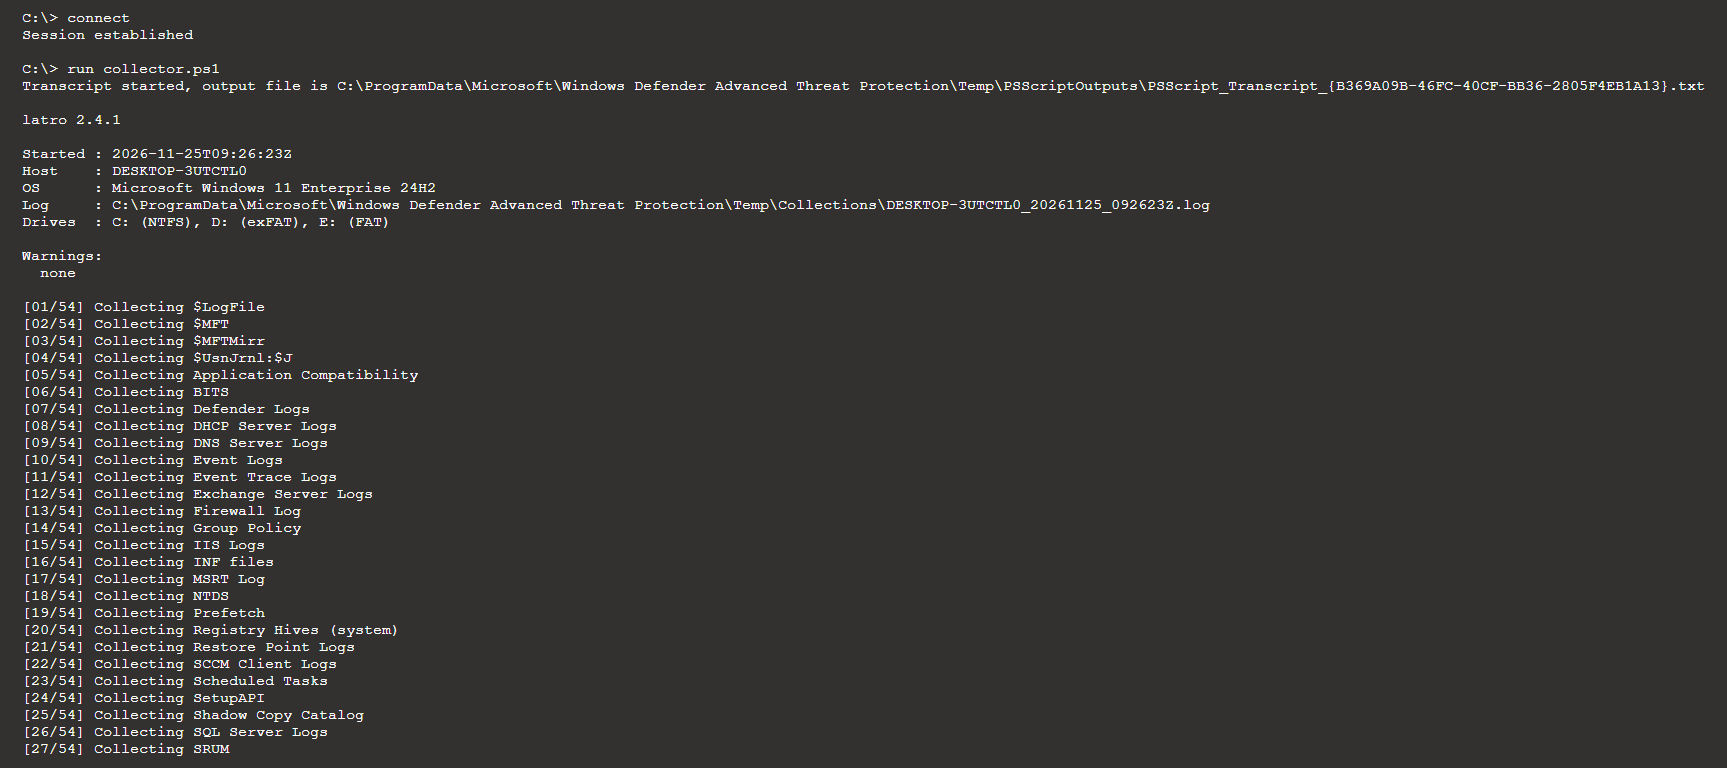 C:\> connect
Session established
C:\> run collector.ps1
Transcript started, output file is C:\ProgramData\Microsoft\Windows Defender Advanced Threat Protection\Temp\PSScriptOutputs\PSScript_Transcript_{B369A09B-46FC-40CF-BB36-2805F4EB1A13}.txt
latro 2.4.1
Started : 2026-11-25T09:26:23Z
Host    : DESKTOP-3UTCTL0
OS      : Microsoft Windows 11 Enterprise 24H2
Log     : C:\ProgramData\Microsoft\Windows Defender Advanced Threat Protection\Temp\Collections\DESKTOP-3UTCTL0_20261125_092623Z.log
Drives  : C: (NTFS), D: (exFAT), E: (FAT)
Warnings:
  none
[01/54] Collecting $LogFile
[02/54] Collecting $MFT
[03/54] Collecting $MFTMirr
[04/54] Collecting $UsnJrnl:$J
[05/54] Collecting Application Compatibility
[06/54] Collecting BITS
[07/54] Collecting Defender Logs
[08/54] Collecting DHCP Server Logs
[09/54] Collecting DNS Server Logs
[10/54] Collecting Event Logs
[11/54] Collecting Event Trace Logs
[12/54] Collecting Exchange Server Logs
[13/54] Collecting Firewall Log
[14/54] Collecting Group Policy
[15/54] Collecting IIS Logs
[16/54] Collecting INF files
[17/54] Collecting MSRT Log
[18/54] Collecting NTDS
[19/54] Collecting Prefetch
[20/54] Collecting Registry Hives (system)
[21/54] Collecting Restore Point Logs
[22/54] Collecting SCCM Client Logs
[23/54] Collecting Scheduled Tasks
[24/54] Collecting SetupAPI
[25/54] Collecting Shadow Copy Catalog
[26/54] Collecting SQL Server Logs
[27/54] Collecting SRUM